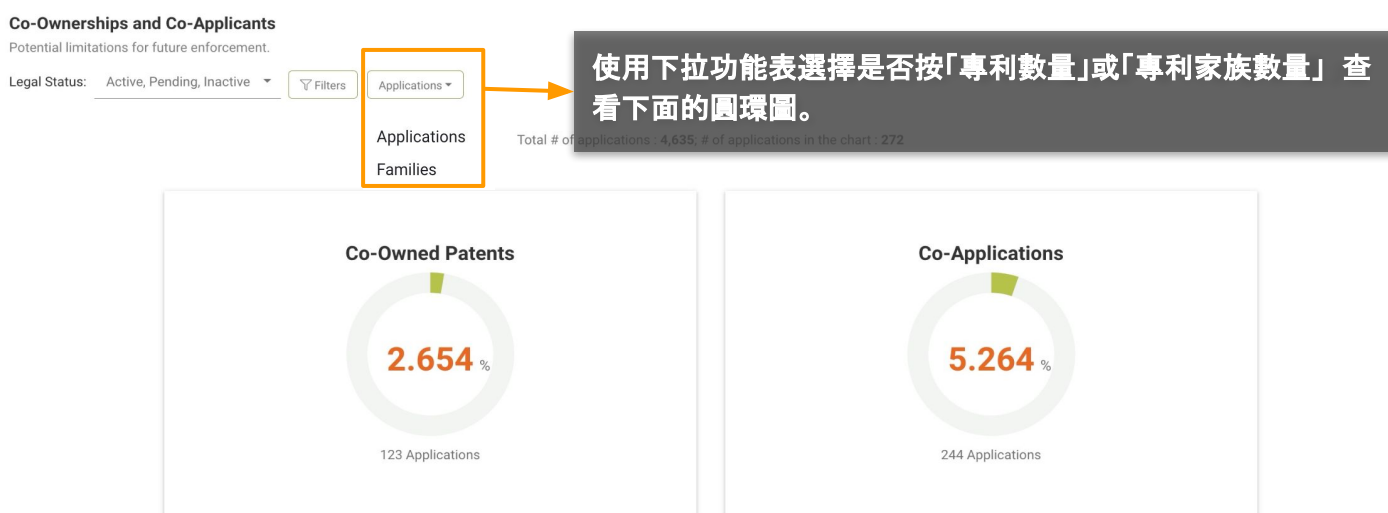 Co-Ownerships and Co-Applicants
Potential limitations for future enforcement.
Legal Status: Active, Pending, Inactive Filters Applications
使用下拉功能表選擇是否按「專利數量」或「專利家族數量」查
看下面的圓環圖。
Applications
Families
Total # of applications : 4,635; # of applications in the chart : 272
Co-Owned Patents
2.654 %
123 Applications
Co-Applications
5.264 %
244 Applications